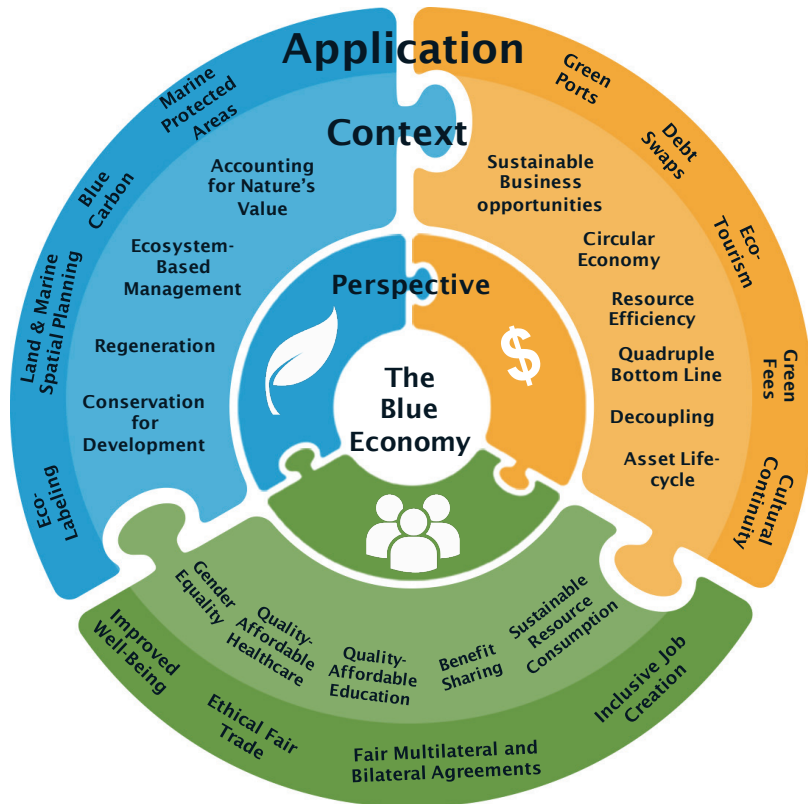 Application
Context
Perspective
The
Blue
Economy
Marine
Protected
Areas
Blue
Carbon
Land & Marine
Spatial Planning
Eco-
Labeling
Accounting
for Nature's
Value
Ecosystem-
Based
Management
Regeneration
Conservation
for
Development
Green
Ports
Debt
Swaps
Eco-
Tourism
Green
Fees
Cultural
Continuity
Sustainable
Business
opportunities
Circular
Economy
Resource
Efficiency
Quadruple
Bottom Line
Decoupling
Asset Life-
cycle
$
Gender
Equality
Quality-
Affordable
Healthcare
Quality-
Affordable
Education
Benefit
Sharing
Sustainable
Resource
Consumption
Improved
Well-Being
Ethical Fair
Trade
Fair Multilateral and
Bilateral Agreements
Inclusive Job
Creation